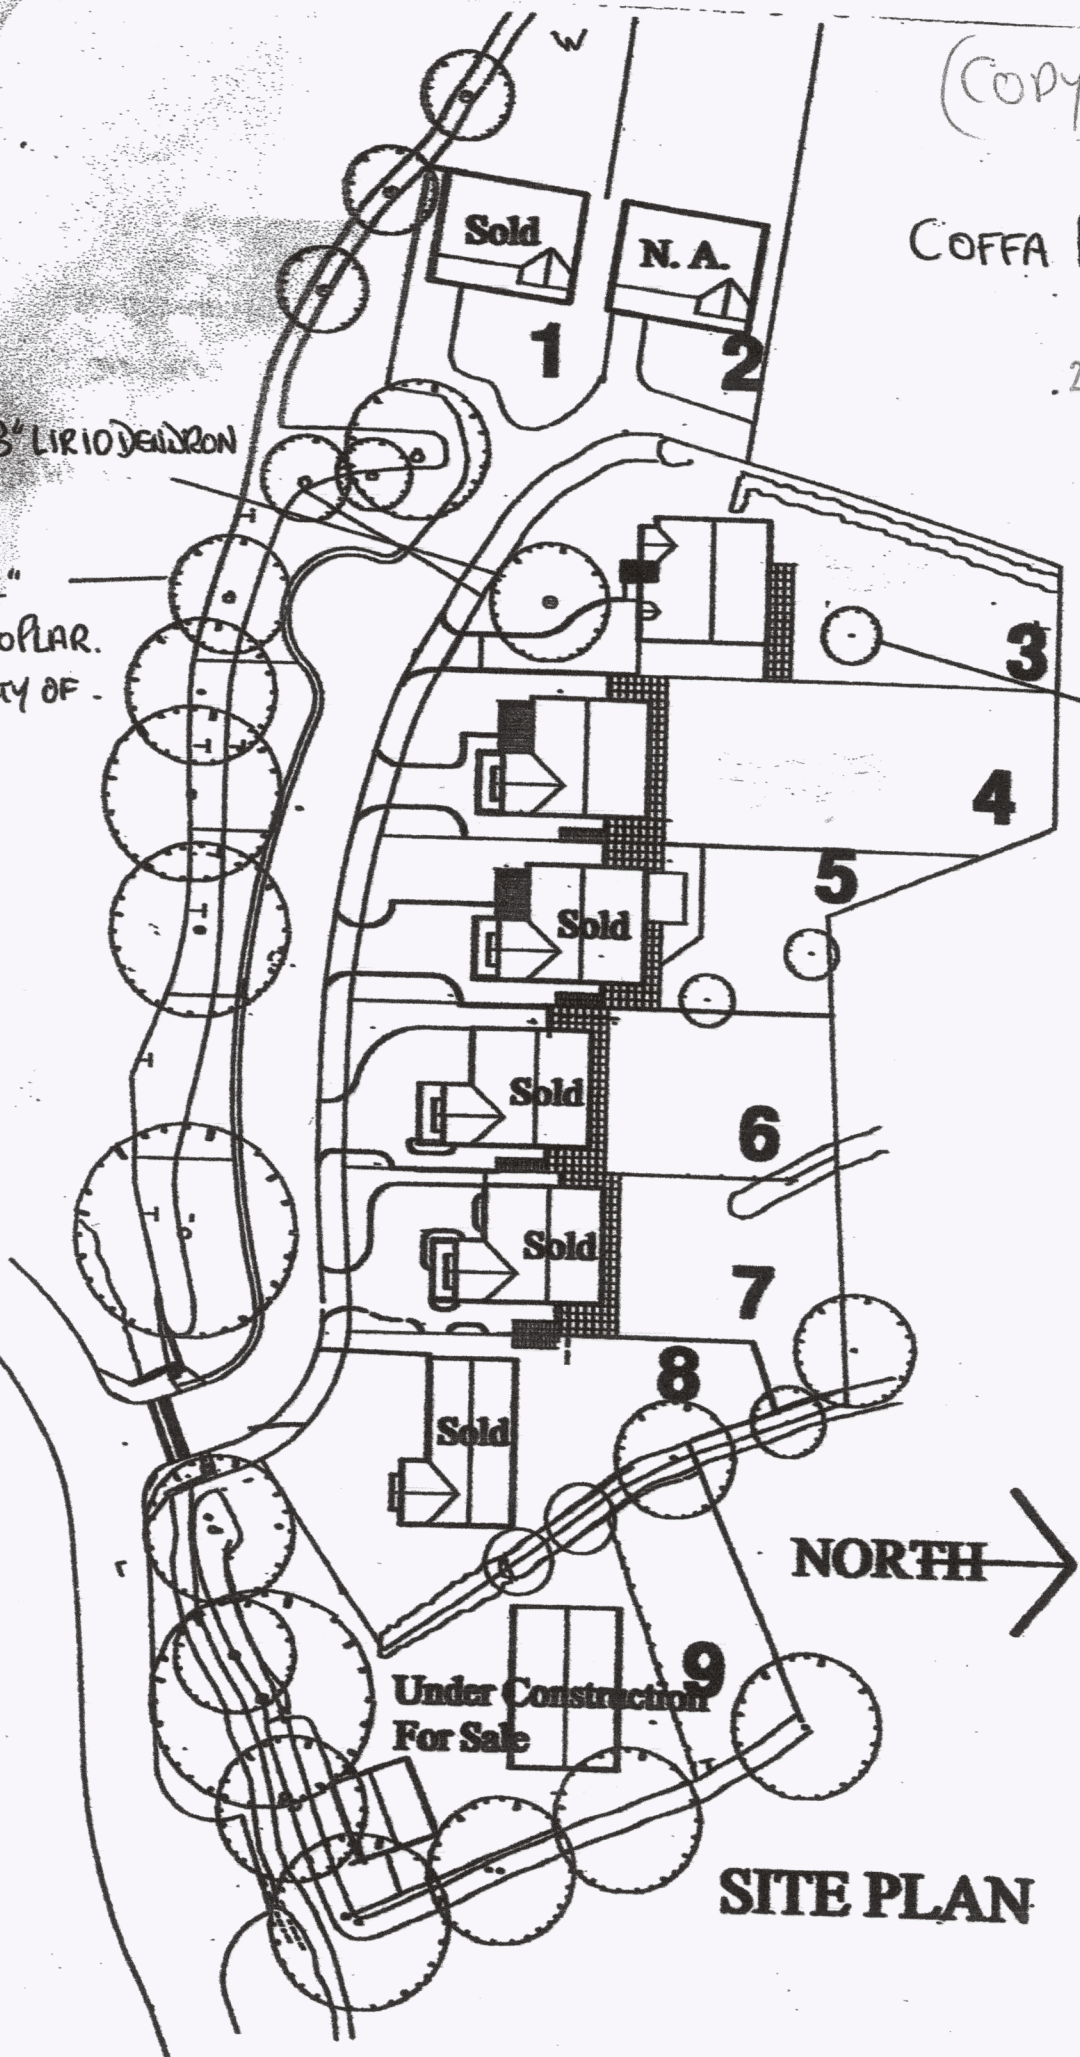 W
(COPY
Sold
N. A.
COFFA
1
2
LIRIODENDRON
3
OPLAR.
TY OF -
4
5
Sold
Sold
6
Sold
7
8
Sold
NORTH
9
Under Construction
For Sale
SITE PLAN